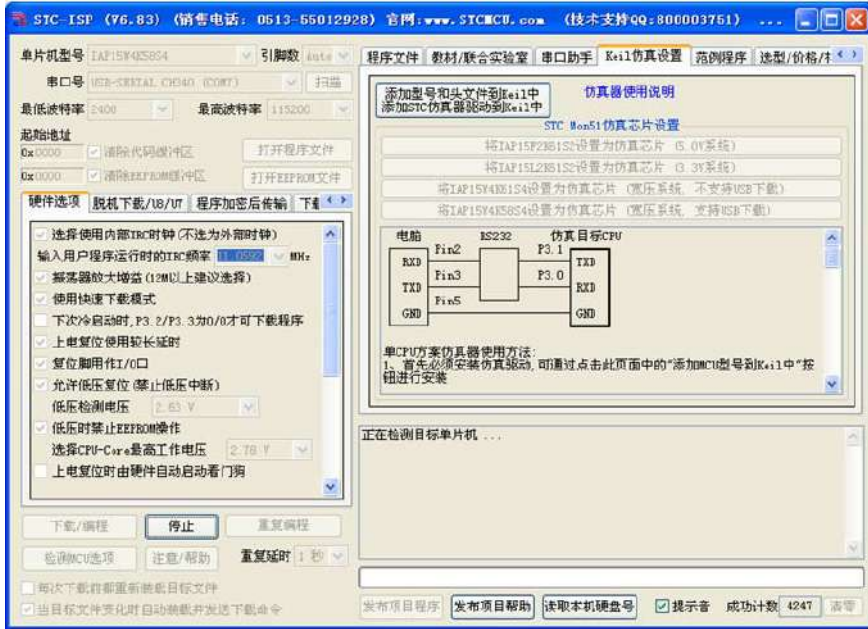 STC-ISP (V6.83) (销售电话: 0513-55012928) 官网:www.STCMCU.com (技术支持QQ:800003751) ...
单片机型号 IAP15W4K58S4 引脚数 Auto
串口号 USB-SERIAL CH340 (COM7) 扫描
最低波特率 2400 最高波特率 115200
起始地址
0x0000 清除代码缓冲区 打开程序文件
0x0000 清除EEPROM缓冲区 打开EEPROM文件
硬件选项 脱机下载/U8/U7 程序加密后传输 下载
选择使用内部IRC时钟(不选为外部时钟)
输入用户程序运行时的IRC频率 11.0592 MHz
振荡器放大增益(12M以上建议选择)
使用快速下载模式
下次冷启动时,P3.2/P3.3为0/0才可下载程序
上电复位使用较长延时
复位脚用作I/O口
允许低压复位(禁止低压中断)
低压检测电压 2.63 V
低压时禁止EEPROM操作
选择CPU-Core最高工作电压 2.78 V
上电复位时由硬件自动启动看门狗
下载/编程 停止 重复编程
检测MCU选项 注意/帮助 重复延时 1 秒
每次下载前都重新装载目标文件
当目标文件变化时自动装载并发送下载命令
程序文件 教材/联合实验室 串口助手 Keil仿真设置 范例程序 选型/价格/
添加型号和头文件到Keil中
添加STC仿真器驱动到Keil中
仿真器使用说明
STC Mon51仿真芯片设置
将IAP15F2K61S2设置为仿真芯片 (5.0V系统)
将IAP15L2K61S2设置为仿真芯片 (3.3V系统)
将IAP15W4K61S4设置为仿真芯片 (宽压系统, 不支持USB下载)
将IAP15W4K58S4设置为仿真芯片 (宽压系统, 支持USB下载)
电脑 RS232 仿真目标CPU
Pin2 P3.1
RXD TXD
Pin3 P3.0
TXD RXD
Pin5
GND GND
单CPU方案仿真器使用方法:
1、首先必须安装仿真驱动,可通过点击此页面中的"添加MCU型号到Keil中"按
钮进行安装
正在检测目标单片机 ...
发布项目程序 发布项目帮助 读取本机硬盘号 提示音 成功计数 4247 清零